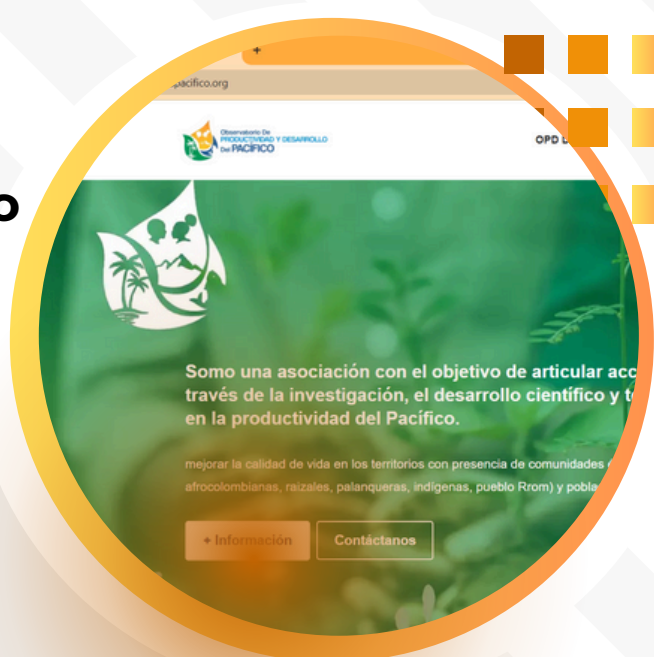 +
pacifico.org
Observatorio De
PRODUCTIVIDAD Y DESARROLLO
Del PACÍFICO
OPD
o
Somo una asociación con el objetivo de articular
través de la investigación, el desarrollo científico y
en la productividad del Pacífico.
mejorar la calidad de vida en los territorios con presencia de comunidades
afrocolombianas, raizales, palanqueras, indígenas, pueblo Rrom) y
+ Información
Contáctanos